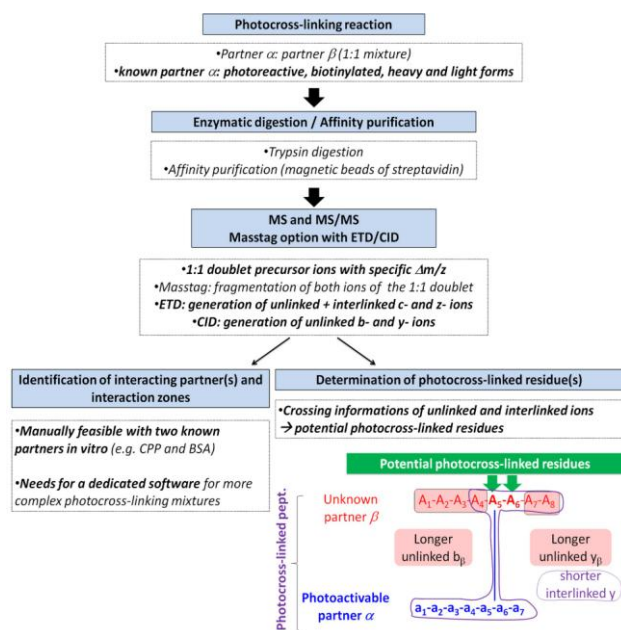 Photocross-linking reaction
•Partner α: partner β (1:1 mixture)
•known partner α: photoreactive, biotinylated, heavy and light forms
Enzymatic digestion / Affinity purification
•Trypsin digestion
•Affinity purification (magnetic beads of streptavidin)
MS and MS/MS
Masstag option with ETD/CID
•1:1 doublet precursor ions with specific Δm/z
•Masstag: fragmentation of both ions of the 1:1 doublet
•ETD: generation of unlinked + interlinked c- and z- ions
•CID: generation of unlinked b- and y- ions
Identification of interacting partner(s) and
interaction zones
•Manually feasible with two known
partners in vitro (e.g. CPP and BSA)
•Needs for a dedicated software for more
complex photocross-linking mixtures
Determination of photocross-linked residue(s)
•Crossing informations of unlinked and interlinked ions
→ potential photocross-linked residues
Potential photocross-linked residues
Photocross-linked pept.
Unknown
partner β
A₁-A₂-A₃-A₄-A₅-A₆-A₇-A₈
Longer
unlinked bᵦ
Longer
unlinked yᵦ
shorter
interlinked y
Photoactivable
partner α
a₁-a₂-a₃-a₄-a₅-a₆-a₇